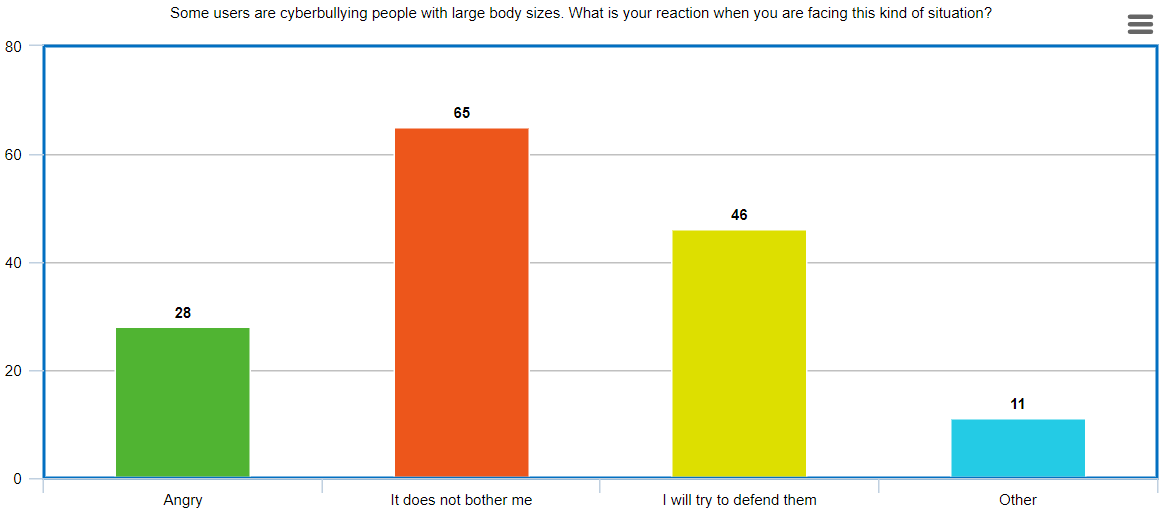 Some users are cyberbullying people with large body sizes. What is your reaction when you are facing this kind of situation?
80
60
40
20
0
28
65
46
11
Angry
It does not bother me
I will try to defend them
Other